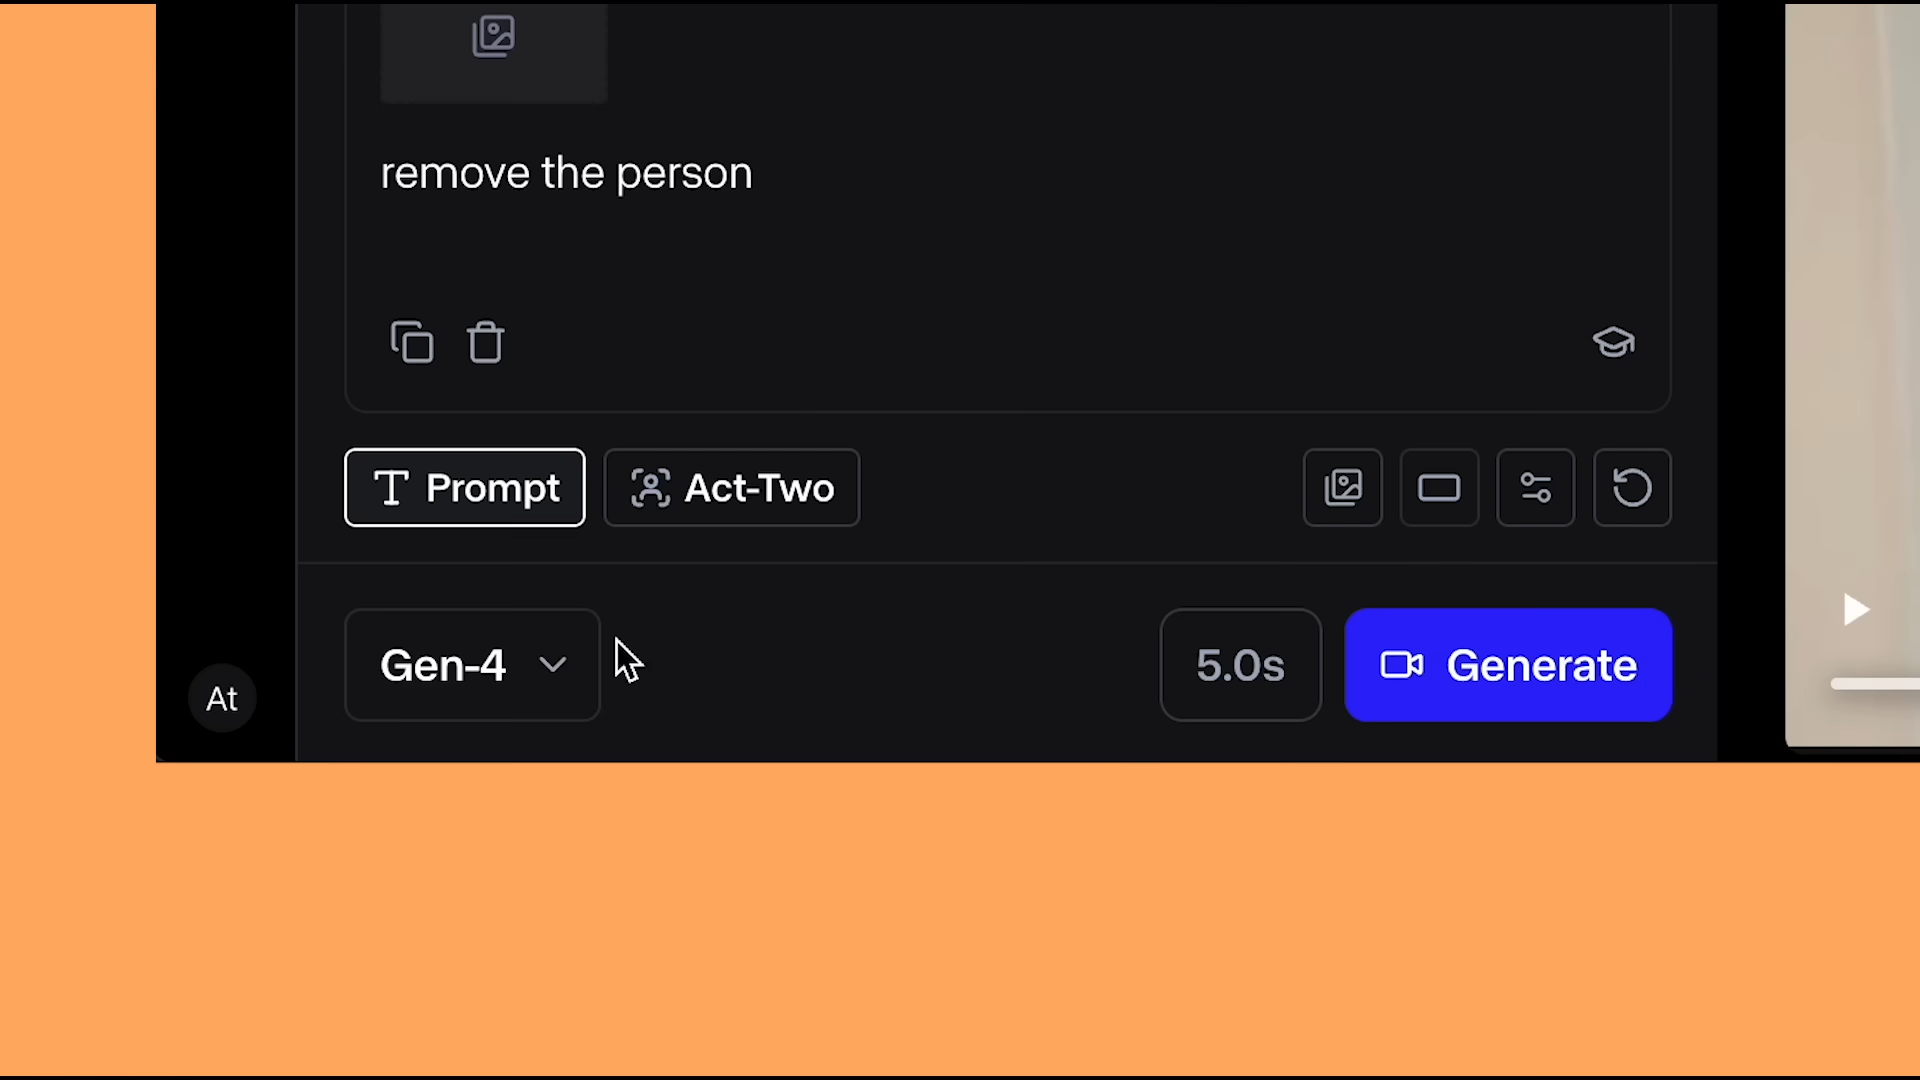 remove the person
Prompt
Act-Two
Gen-4
5.0s
Generate
At